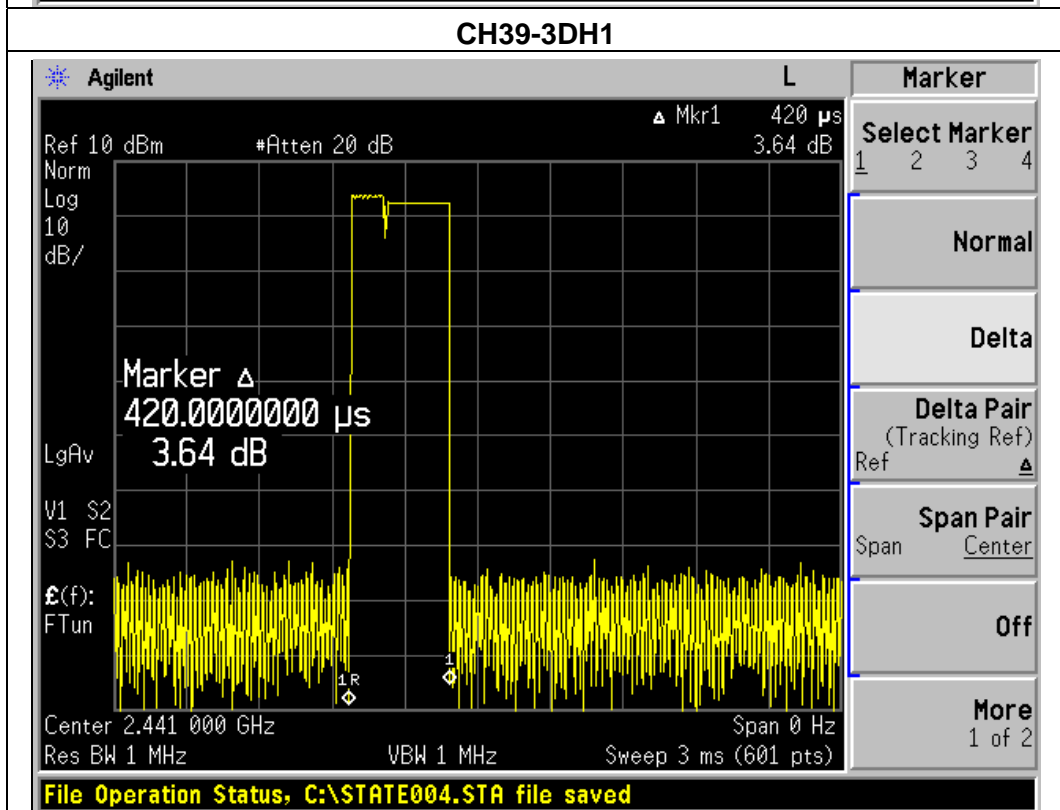 CH39-3DH1
Agilent
L
Marker
Δ Mkr1 420 µs
Ref 10 dBm #Atten 20 dB 3.64 dB
Norm
Log
10
dB/
Marker Δ
420.0000000 µs
3.64 dB
LgAv
V1 S2
S3 FC
£(f):
FTun
1R
1
Center 2.441 000 GHz Span 0 Hz
Res BW 1 MHz VBW 1 MHz Sweep 3 ms (601 pts)
Select Marker
1 2 3 4
Normal
Delta
Delta Pair
(Tracking Ref)
Ref Δ
Span Pair
Span Center
Off
More
1 of 2
File Operation Status, C:\STATE004.STA file saved